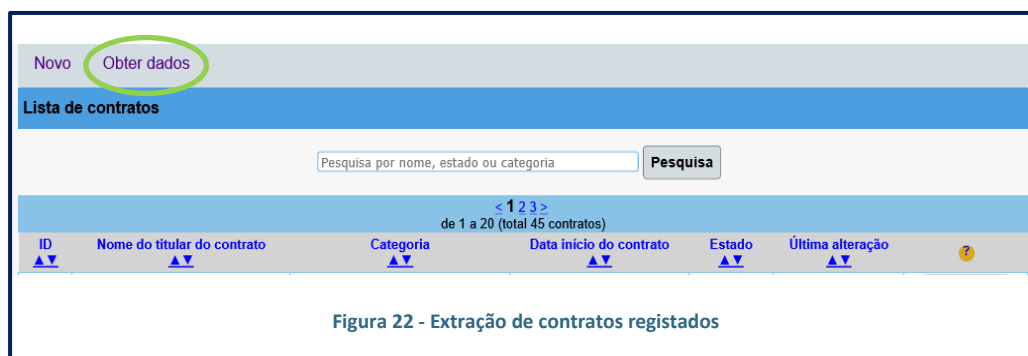 Novo Obter dados
Lista de contratos
Pesquisa por nome, estado ou categoria Pesquisa
< 1 2 3 >
de 1 a 20 (total 45 contratos)
ID Nome do titular do contrato Categoria Data início do contrato Estado Última alteração ?
▲▼ ▲▼ ▲▼ ▲▼ ▲▼ ▲▼
Figura 22 - Extração de contratos registados